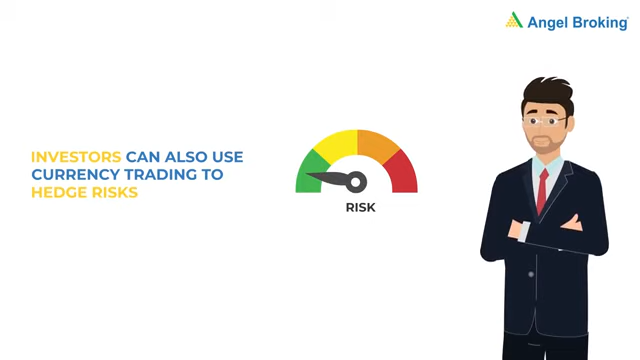 Angel Broking
INVESTORS CAN ALSO USE
CURRENCY TRADING TO
HEDGE RISKS
RISK